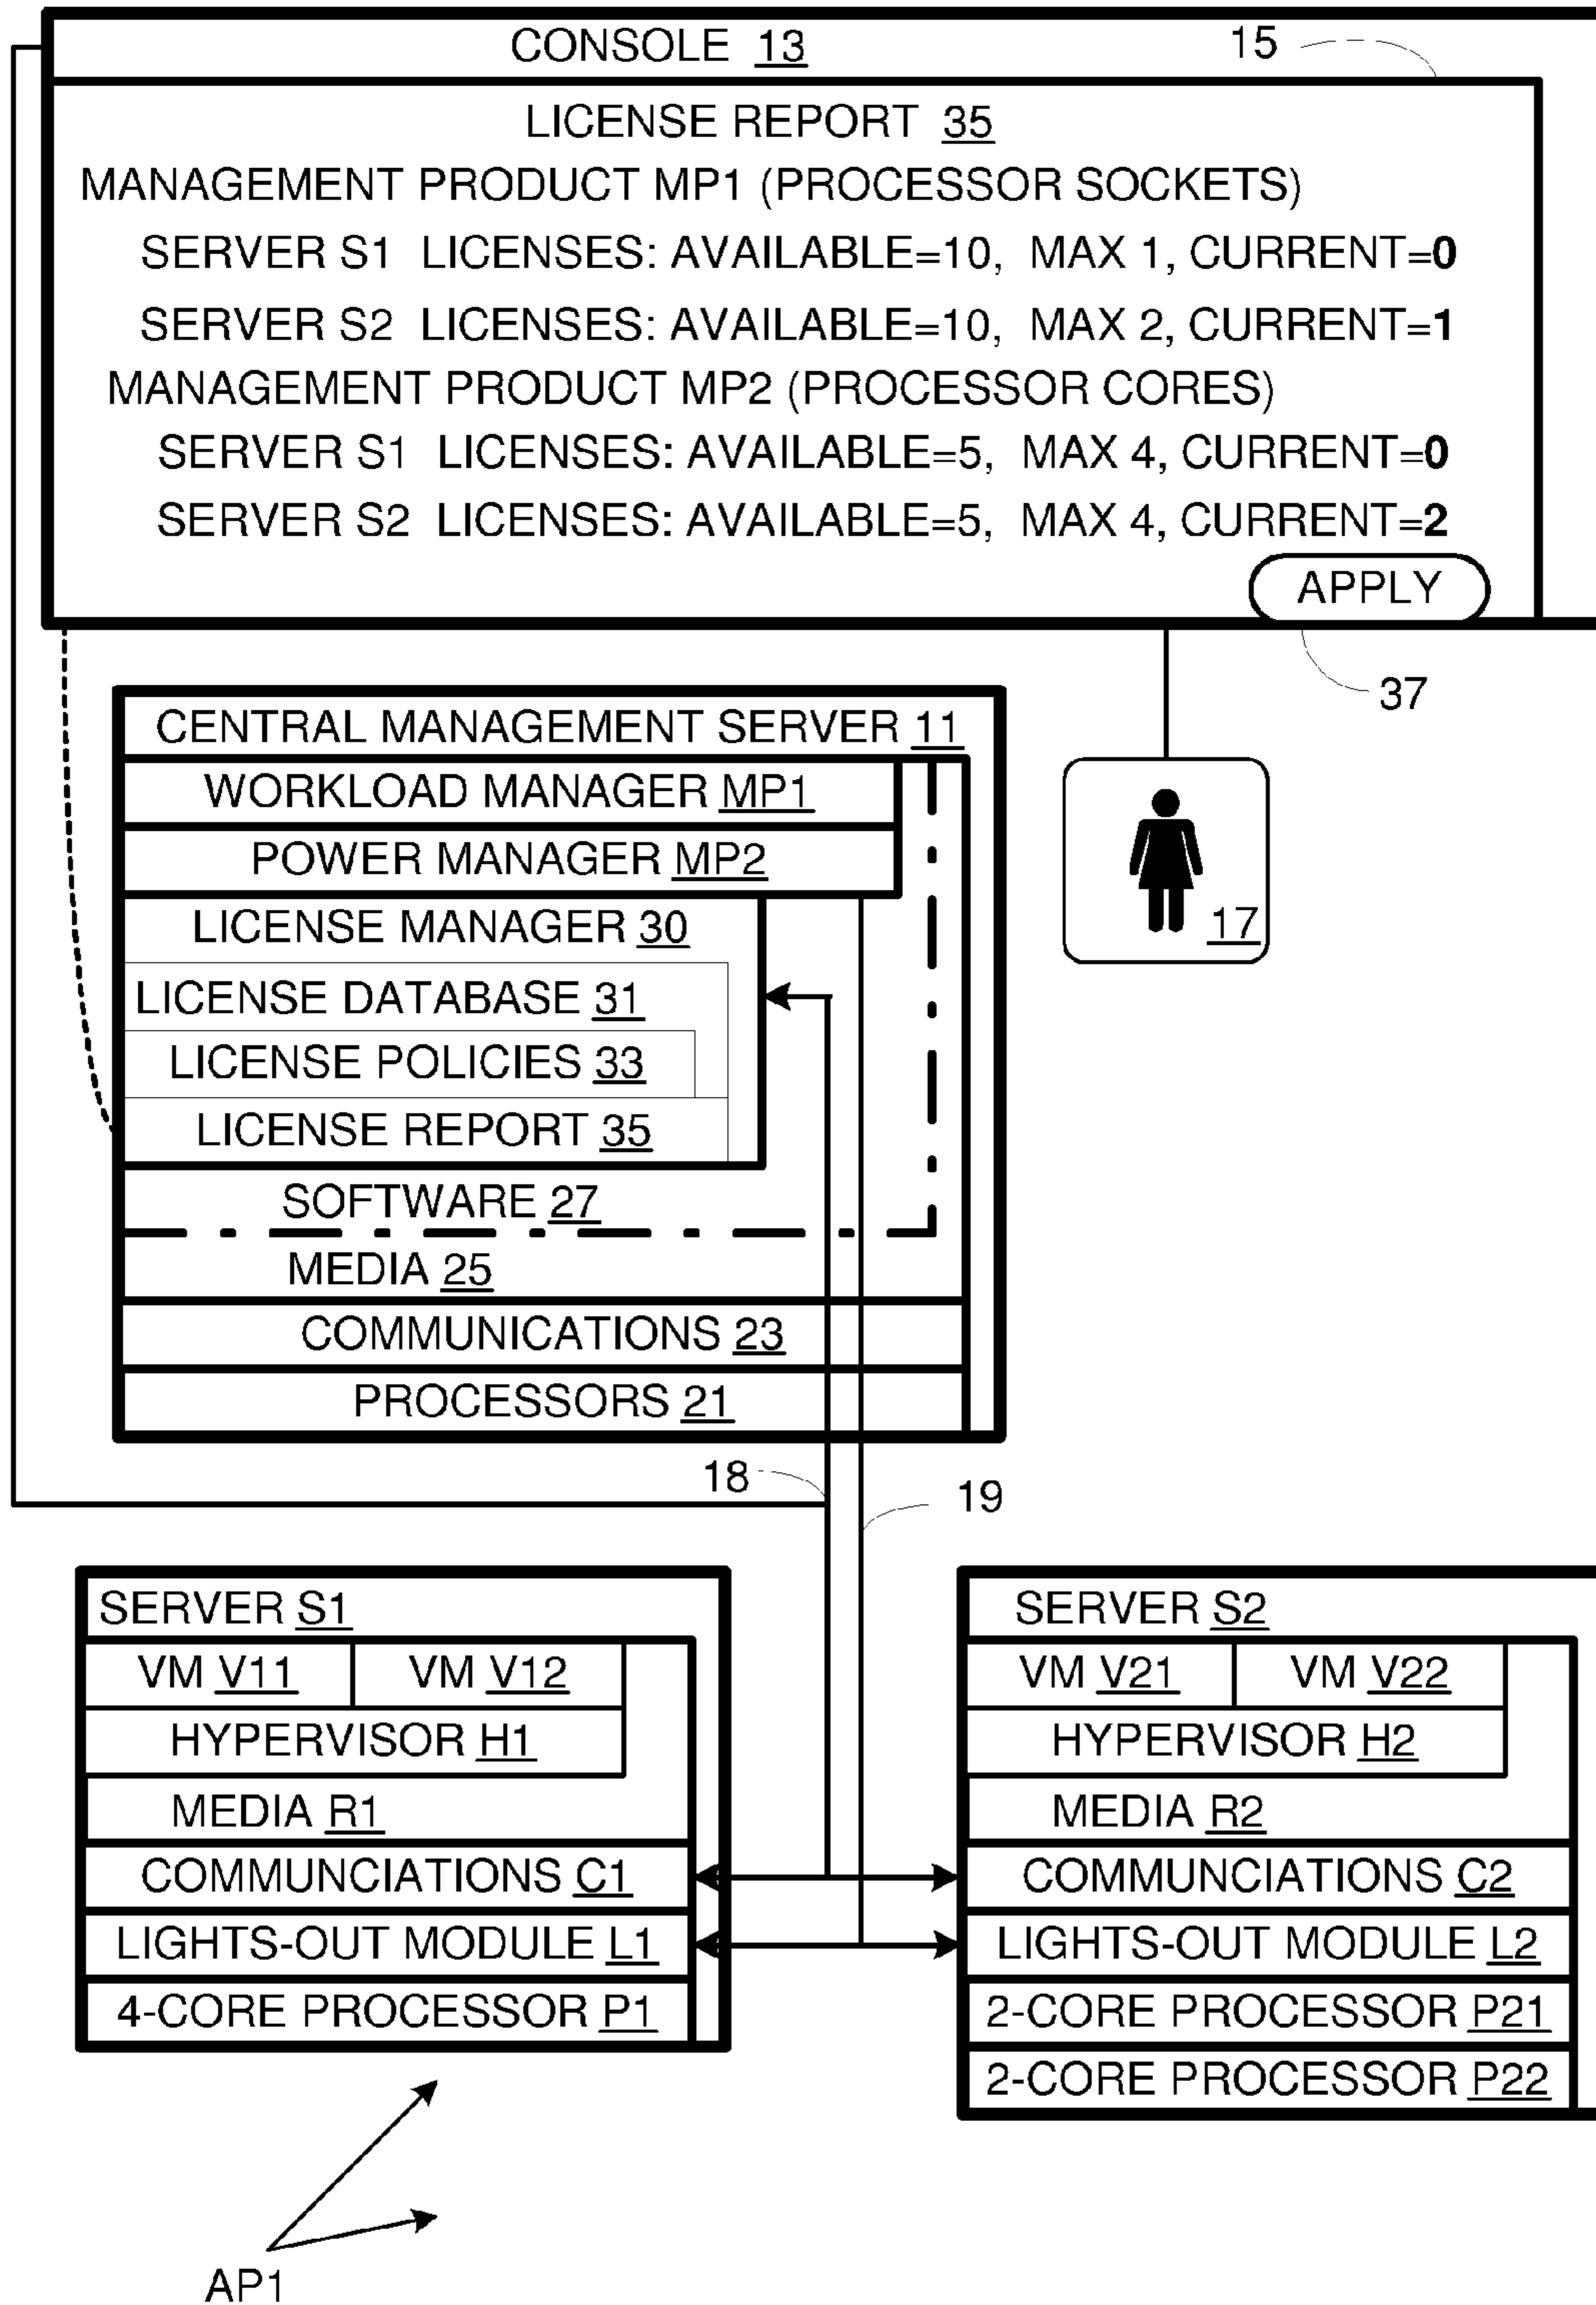 CONSOLE 13
15
LICENSE REPORT 35
MANAGEMENT PRODUCT MP1 (PROCESSOR SOCKETS)
SERVER S1 LICENSES: AVAILABLE=10, MAX 1, CURRENT=0
SERVER S2 LICENSES: AVAILABLE=10, MAX 2, CURRENT=1
MANAGEMENT PRODUCT MP2 (PROCESSOR CORES)
SERVER S1 LICENSES: AVAILABLE=5, MAX 4, CURRENT=0
SERVER S2 LICENSES: AVAILABLE=5, MAX 4, CURRENT=2
APPLY
37
CENTRAL MANAGEMENT SERVER 11
WORKLOAD MANAGER MP1
POWER MANAGER MP2
LICENSE MANAGER 30
17
LICENSE DATABASE 31
LICENSE POLICIES 33
LICENSE REPORT 35
SOFTWARE 27
MEDIA 25
COMMUNICATIONS 23
PROCESSORS 21
18
19
SERVER S1
VM V11
VM V12
HYPERVISOR H1
MEDIA R1
COMMUNCIATIONS C1
LIGHTS-OUT MODULE L1
4-CORE PROCESSOR P1
SERVER S2
VM V21
VM V22
HYPERVISOR H2
MEDIA R2
COMMUNCIATIONS C2
LIGHTS-OUT MODULE L2
2-CORE PROCESSOR P21
2-CORE PROCESSOR P22
AP1